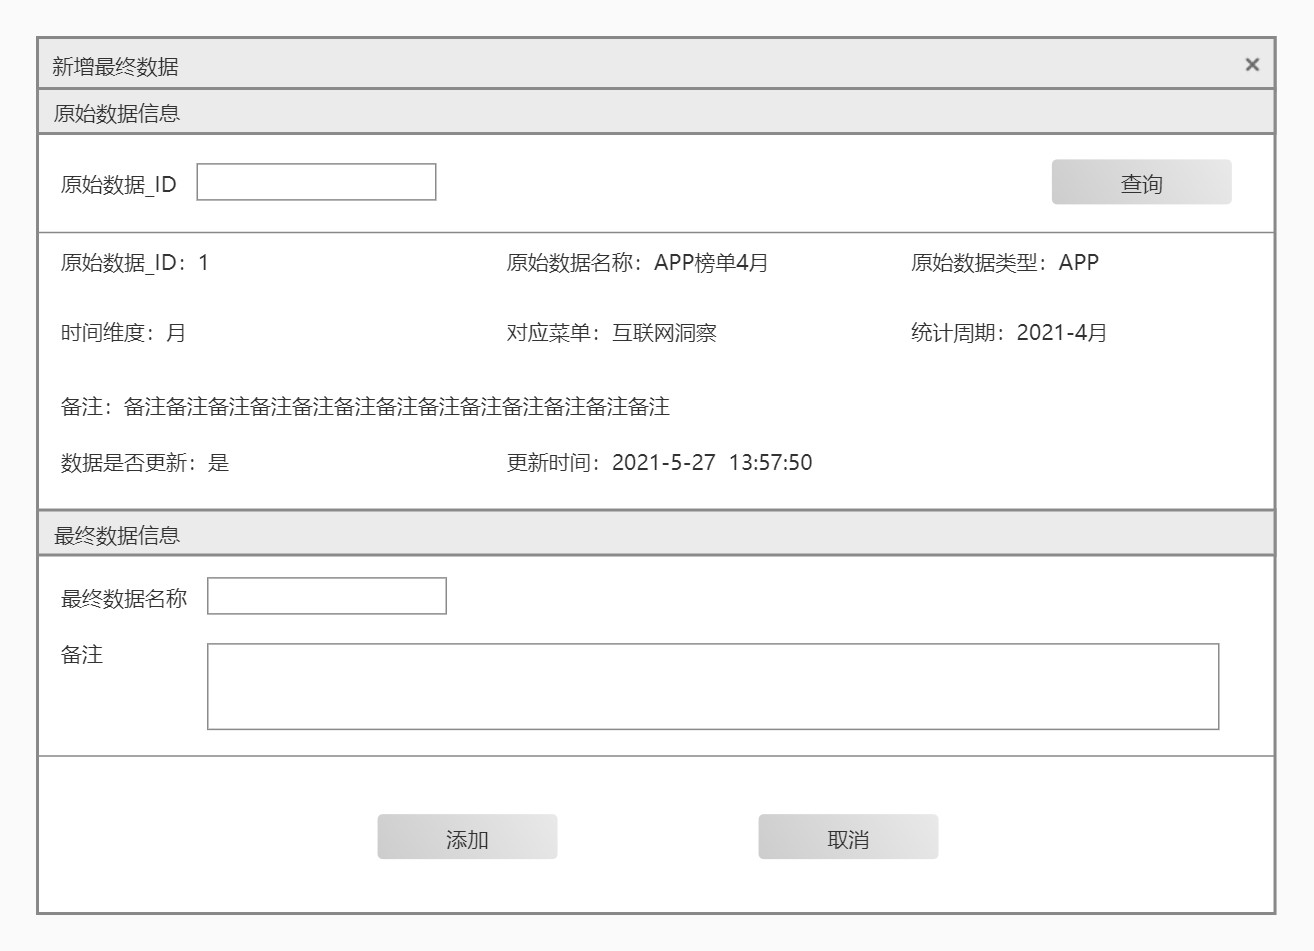 新增最终数据 ×
原始数据信息
原始数据_ID 查询
原始数据_ID：1 原始数据名称：APP榜单4月 原始数据类型：APP
时间维度：月 对应菜单：互联网洞察 统计周期：2021-4月
备注：备注备注备注备注备注备注备注备注备注备注备注备注备注
数据是否更新：是 更新时间：2021-5-27 13:57:50
最终数据信息
最终数据名称
备注
添加 取消